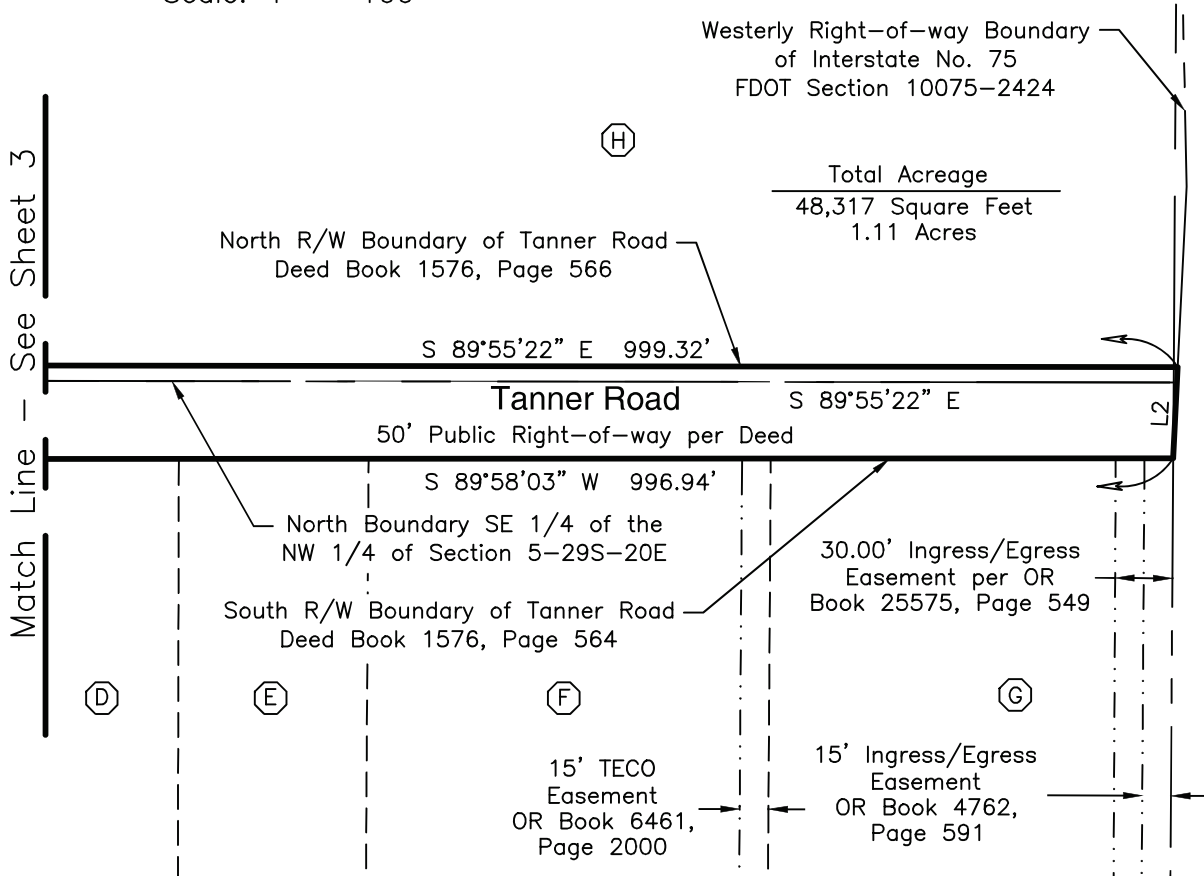 Westerly Right-of-way Boundary
of Interstate No. 75
FDOT Section 10075-2424
H
Total Acreage
48,317 Square Feet
1.11 Acres
North R/W Boundary of Tanner Road
Deed Book 1576, Page 566
Match Line - See Sheet 3
S 89°55'22" E 999.32'
Tanner Road
S 89°55'22" E
L2
50' Public Right-of-way per Deed
S 89°58'03" W 996.94'
North Boundary SE 1/4 of the
NW 1/4 of Section 5-29S-20E
30.00' Ingress/Egress
Easement per OR
Book 25575, Page 549
South R/W Boundary of Tanner Road
Deed Book 1576, Page 564
D
E
F
G
15' TECO
Easement
OR Book 6461,
Page 2000
15' Ingress/Egress
Easement
OR Book 4762,
Page 591